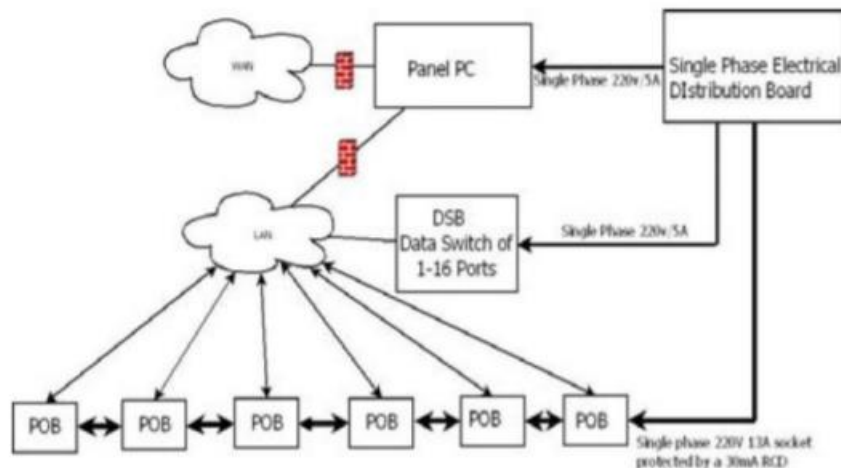 WAN
Panel PC
Single Phase 220v/5A
Single Phase Electrical
DIstribution Board
LAN
DSB
Data Switch of
1-16 Ports
Single Phase 220v/5A
POB
POB
POB
POB
POB
POB
Single phase 220V 13A socket
protected by a 30mA RCD